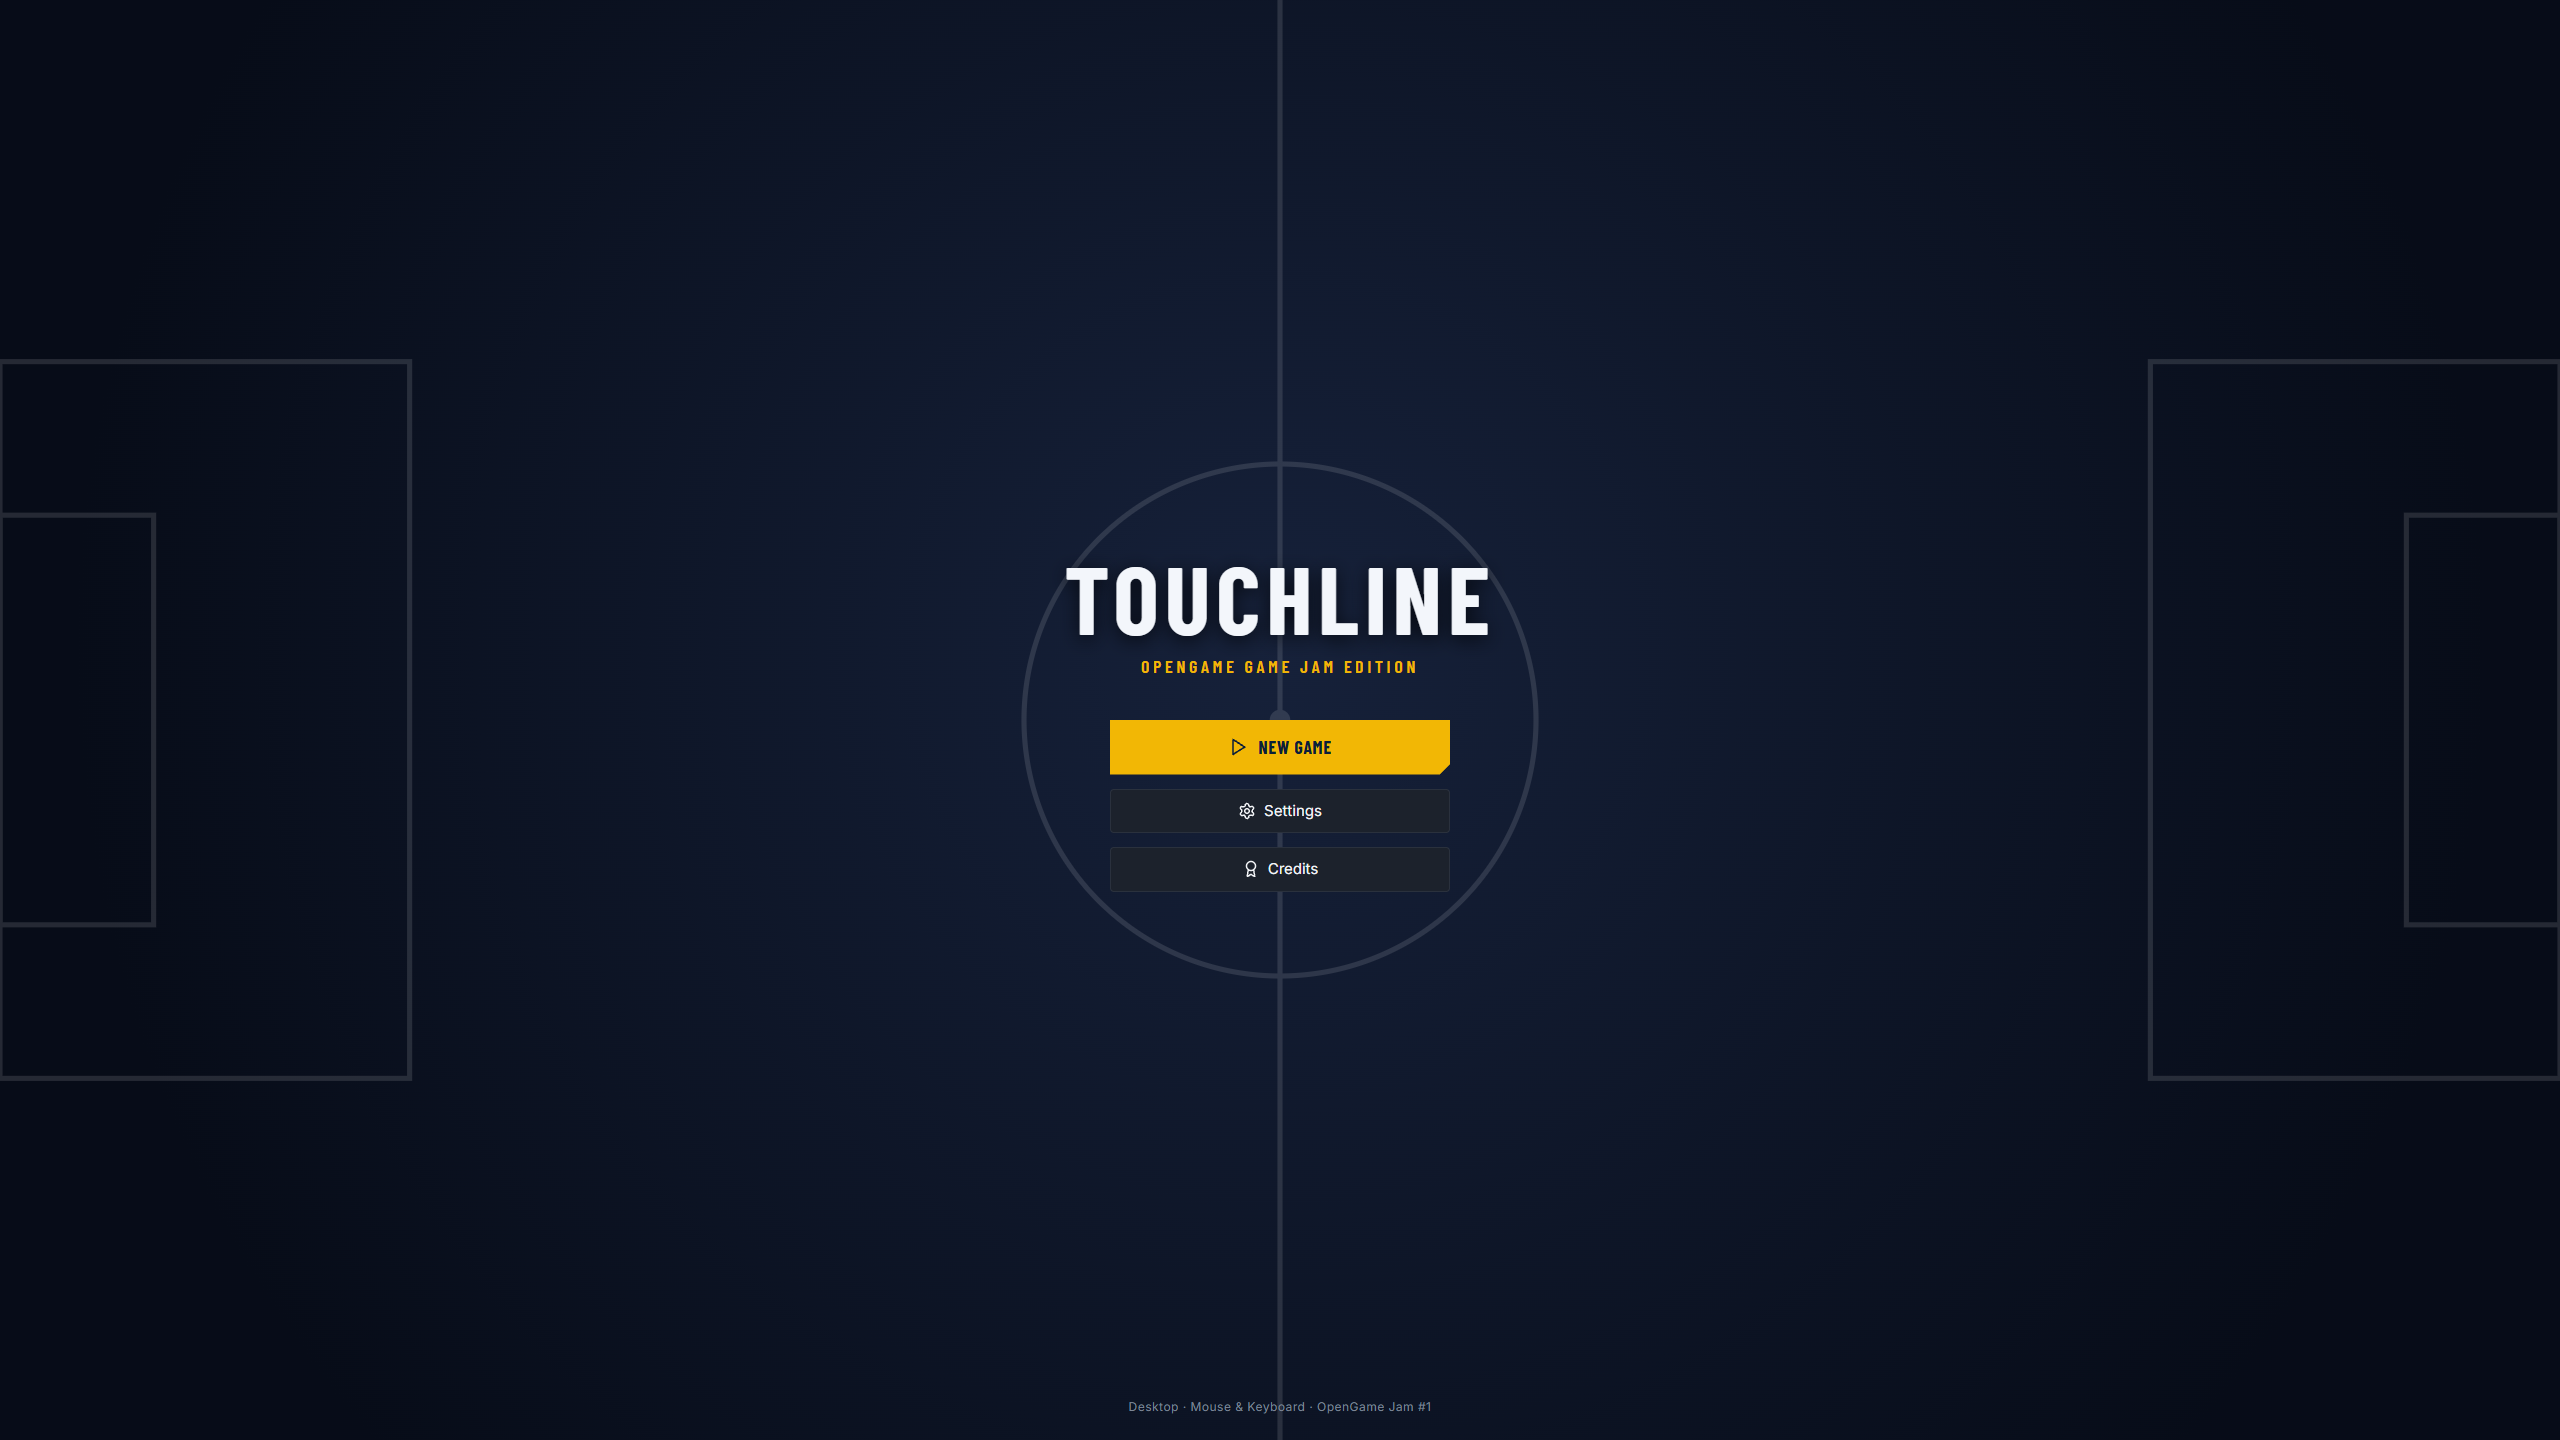 TOUCHLINE
OPENGAME GAME JAM EDITION
NEW GAME
Settings
Credits
Desktop · Mouse & Keyboard · OpenGame Jam #1